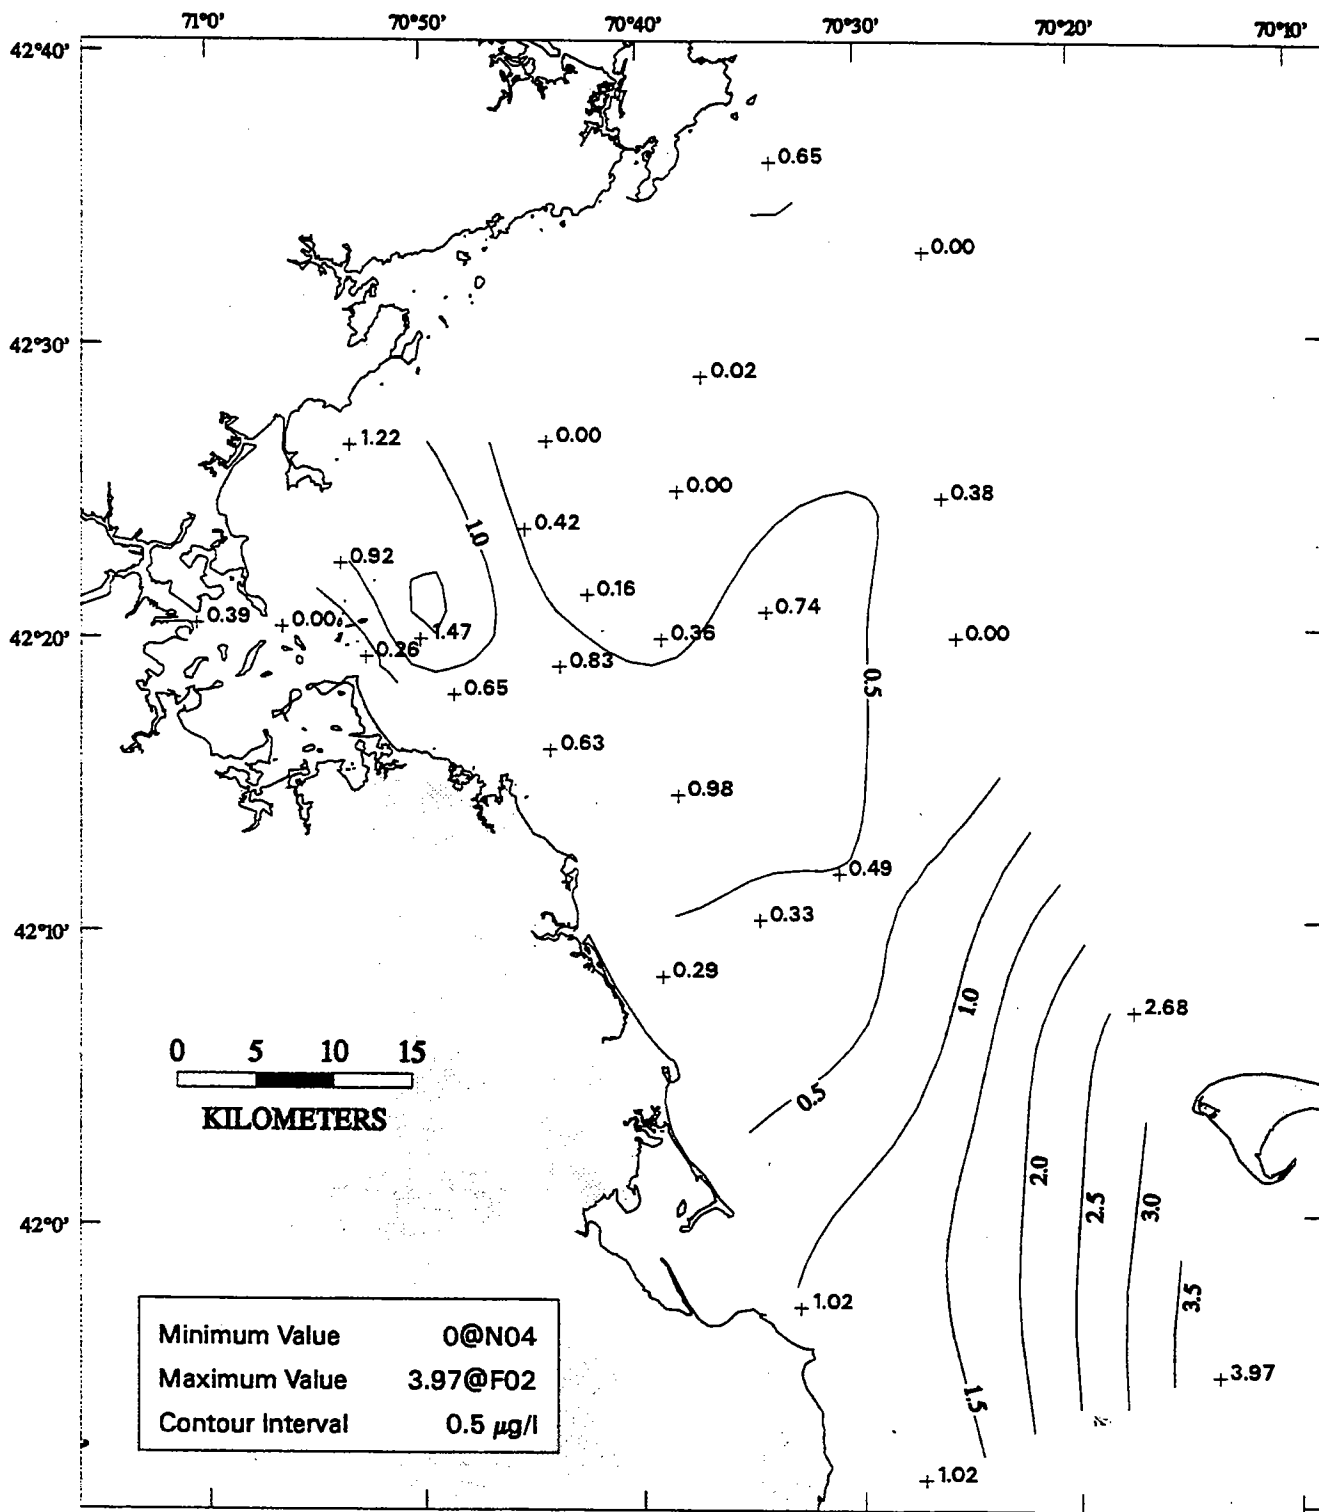 71°0' 70°50' 70°40' 70°30' 70°20' 70°10'
42°40'
+0.65
+0.00
42°30'
+0.02
+1.22 +0.00
+0.00 +0.38
1.0 +0.42
+0.92
+0.16
+0.39 +0.00 +0.74
42°20' +1.47 +0.36 +0.00
+0.26 +0.83
+0.65 0.5
+0.63
+0.98
+0.49
+0.33
42°10'
+0.29
1.0 +2.68
0 5 10 15
0.5
KILOMETERS
2.0 2.5 3.0
42°0'
3.5
+1.02
Minimum Value 0@N04
Maximum Value 3.97@F02
+3.97
1.5
Contour Interval 0.5 µg/l
+1.02